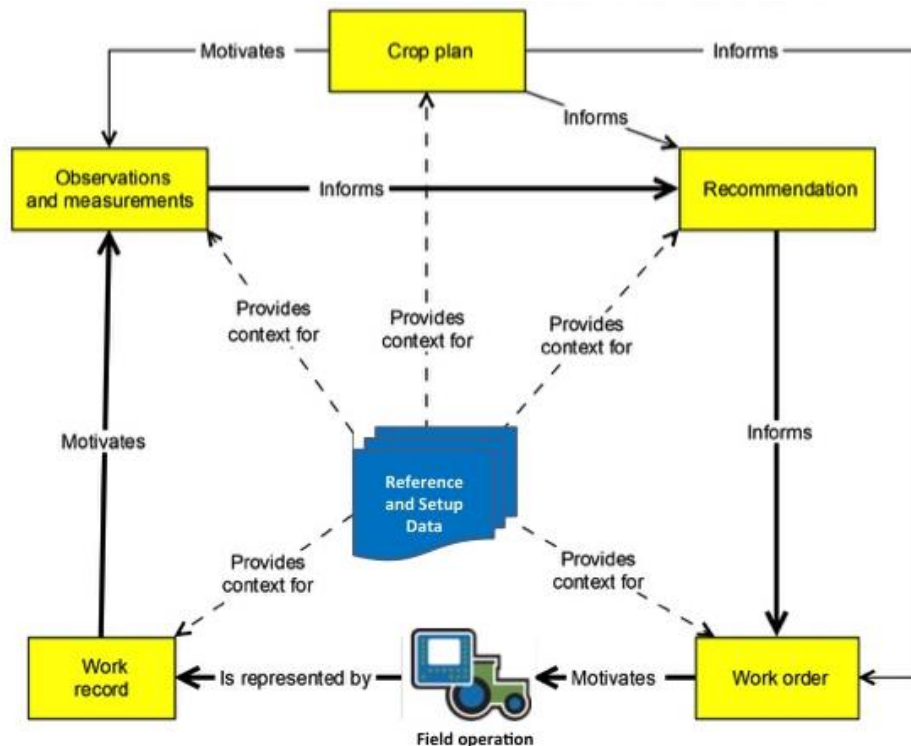 Motivates
Crop plan
Informs
Informs
Observations
and measurements
Informs
Recommendation
Provides
context for
Provides
context for
Provides
context for
Motivates
Informs
Reference
and Setup
Data
Provides
context for
Provides
context for
Work
record
Is represented by
Motivates
Work order
Field operation